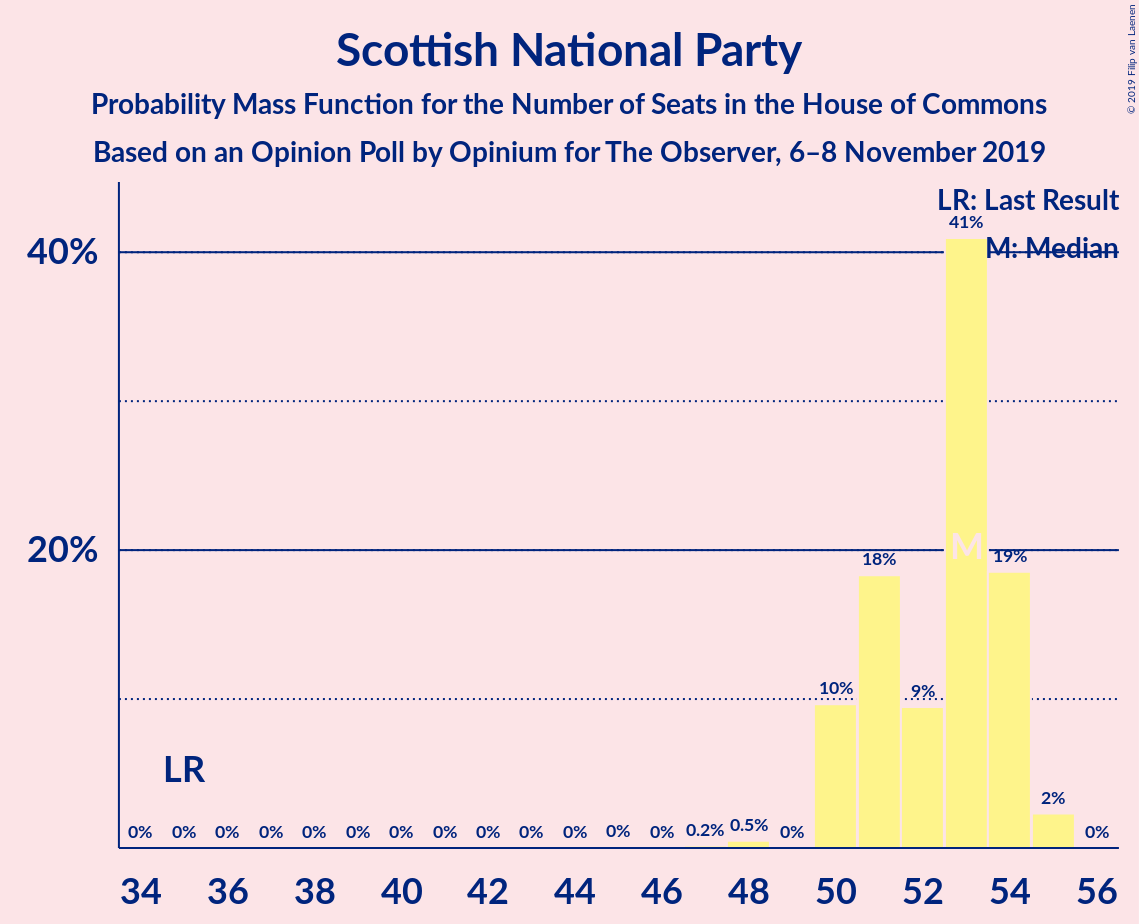 Scottish National Party
Probability Mass Function for the Number of Seats in the House of Commons
Based on an Opinion Poll by Opinium for The Observer, 6–8 November 2019
© 2019 Filip van Laenen
LR: Last Result
M: Median
40%
20%
41%
M
18%
19%
10%
9%
LR
2%
0% 0% 0% 0% 0% 0% 0% 0% 0% 0% 0% 0% 0% 0.2% 0.5% 0% 0%
34 36 38 40 42 44 46 48 50 52 54 56